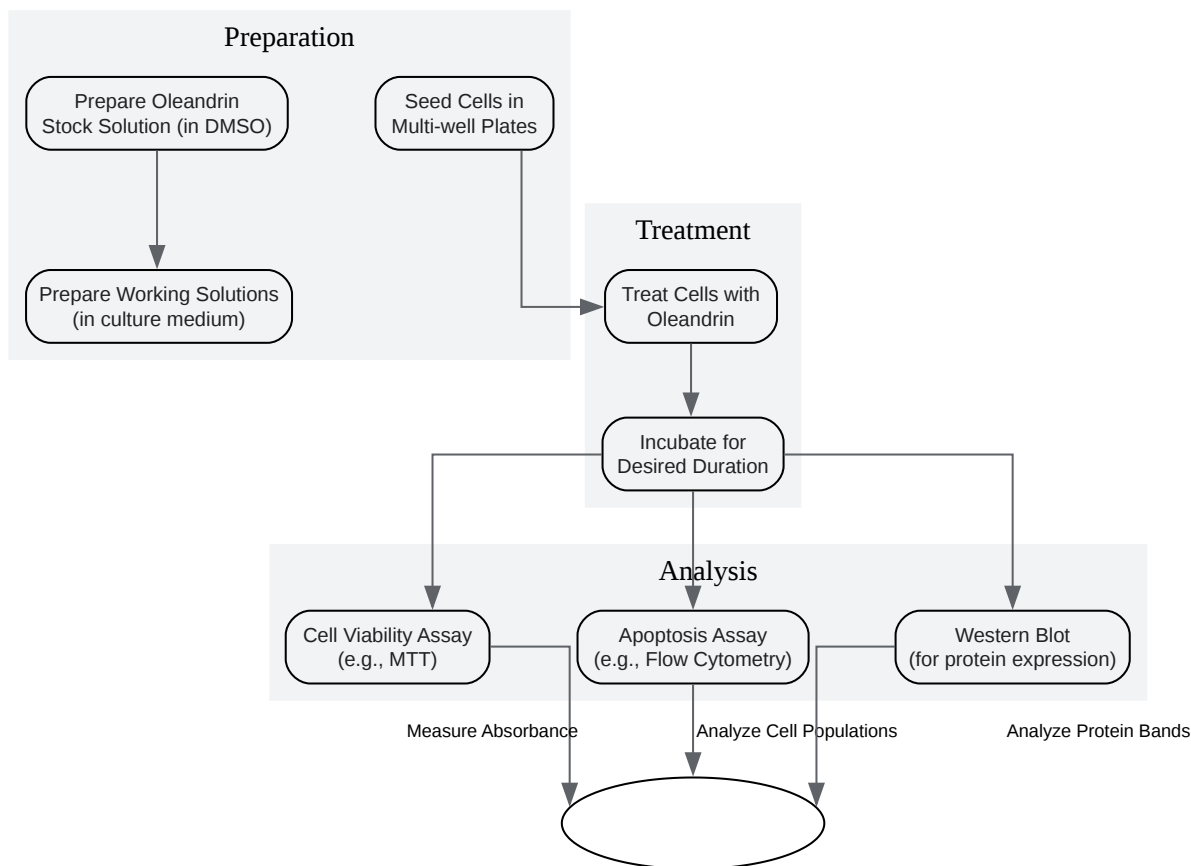 Preparation
Prepare Oleandrin
Stock Solution (in DMSO)
Seed Cells in
Multi-well Plates
Prepare Working Solutions
(in culture medium)
Treatment
Treat Cells with
Oleandrin
Incubate for
Desired Duration
Analysis
Cell Viability Assay
(e.g., MTT)
Apoptosis Assay
(e.g., Flow Cytometry)
Western Blot
(for protein expression)
Measure Absorbance
Analyze Cell Populations
Analyze Protein Bands